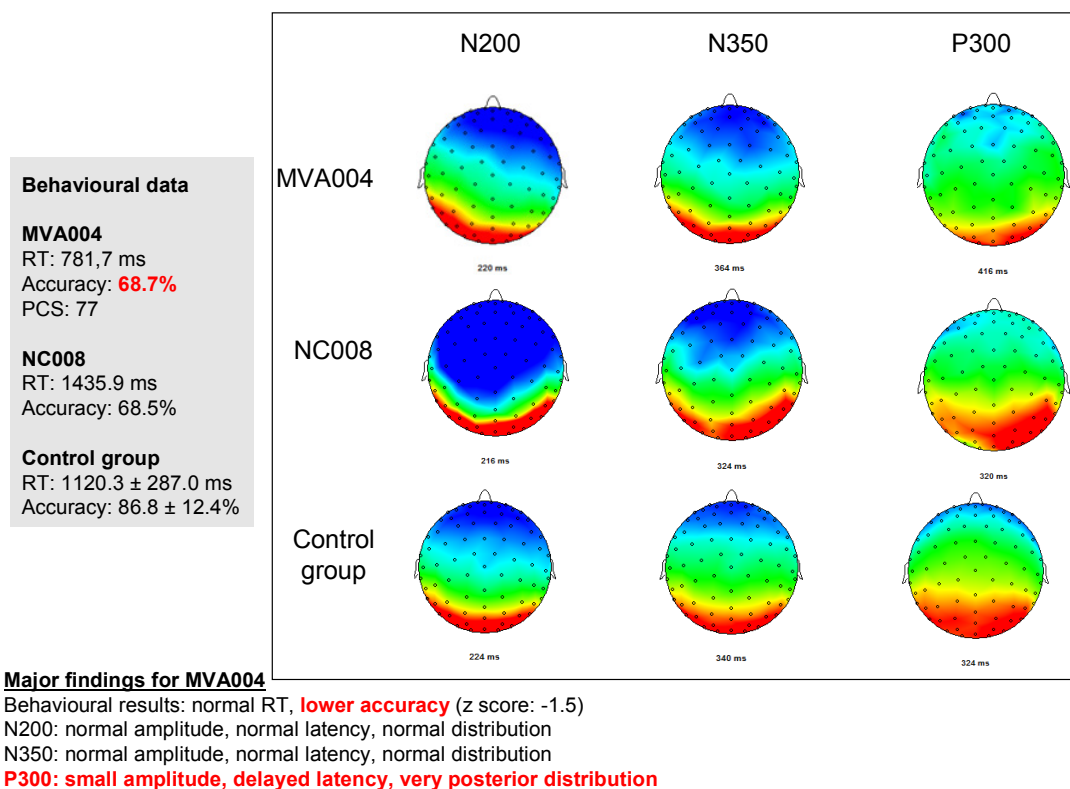 N200 N350 P300
MVA004
220 ms 364 ms 416 ms
NC008
216 ms 324 ms 320 ms
Control
group
224 ms 340 ms 324 ms
Behavioural data
MVA004
RT: 781,7 ms
Accuracy: 68.7%
PCS: 77
NC008
RT: 1435.9 ms
Accuracy: 68.5%
Control group
RT: 1120.3 ± 287.0 ms
Accuracy: 86.8 ± 12.4%
Major findings for MVA004
Behavioural results: normal RT, lower accuracy (z score: -1.5)
N200: normal amplitude, normal latency, normal distribution
N350: normal amplitude, normal latency, normal distribution
P300: small amplitude, delayed latency, very posterior distribution